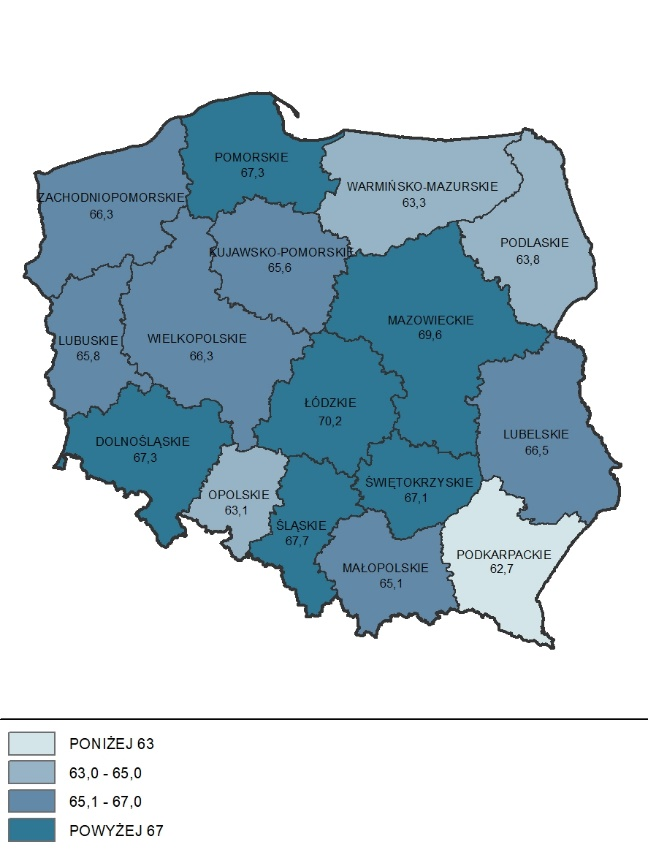 POMORSKIE
67,3
WARMIŃSKO-MAZURSKIE
63,3
ZACHODNIOPOMORSKIE
66,3
PODLASKIE
63,8
KUJAWSKO-POMORSKIE
65,6
MAZOWIECKIE
69,6
LUBUSKIE
65,8
WIELKOPOLSKIE
66,3
ŁÓDZKIE
70,2
DOLNOŚLĄSKIE
67,3
LUBELSKIE
66,5
OPOLSKIE
63,1
ŚWIĘTOKRZYSKIE
67,1
ŚLĄSKIE
67,7
MAŁOPOLSKIE
65,1
PODKARPACKIE
62,7
PONIŻEJ 63
63,0 - 65,0
65,1 - 67,0
POWYŻEJ 67